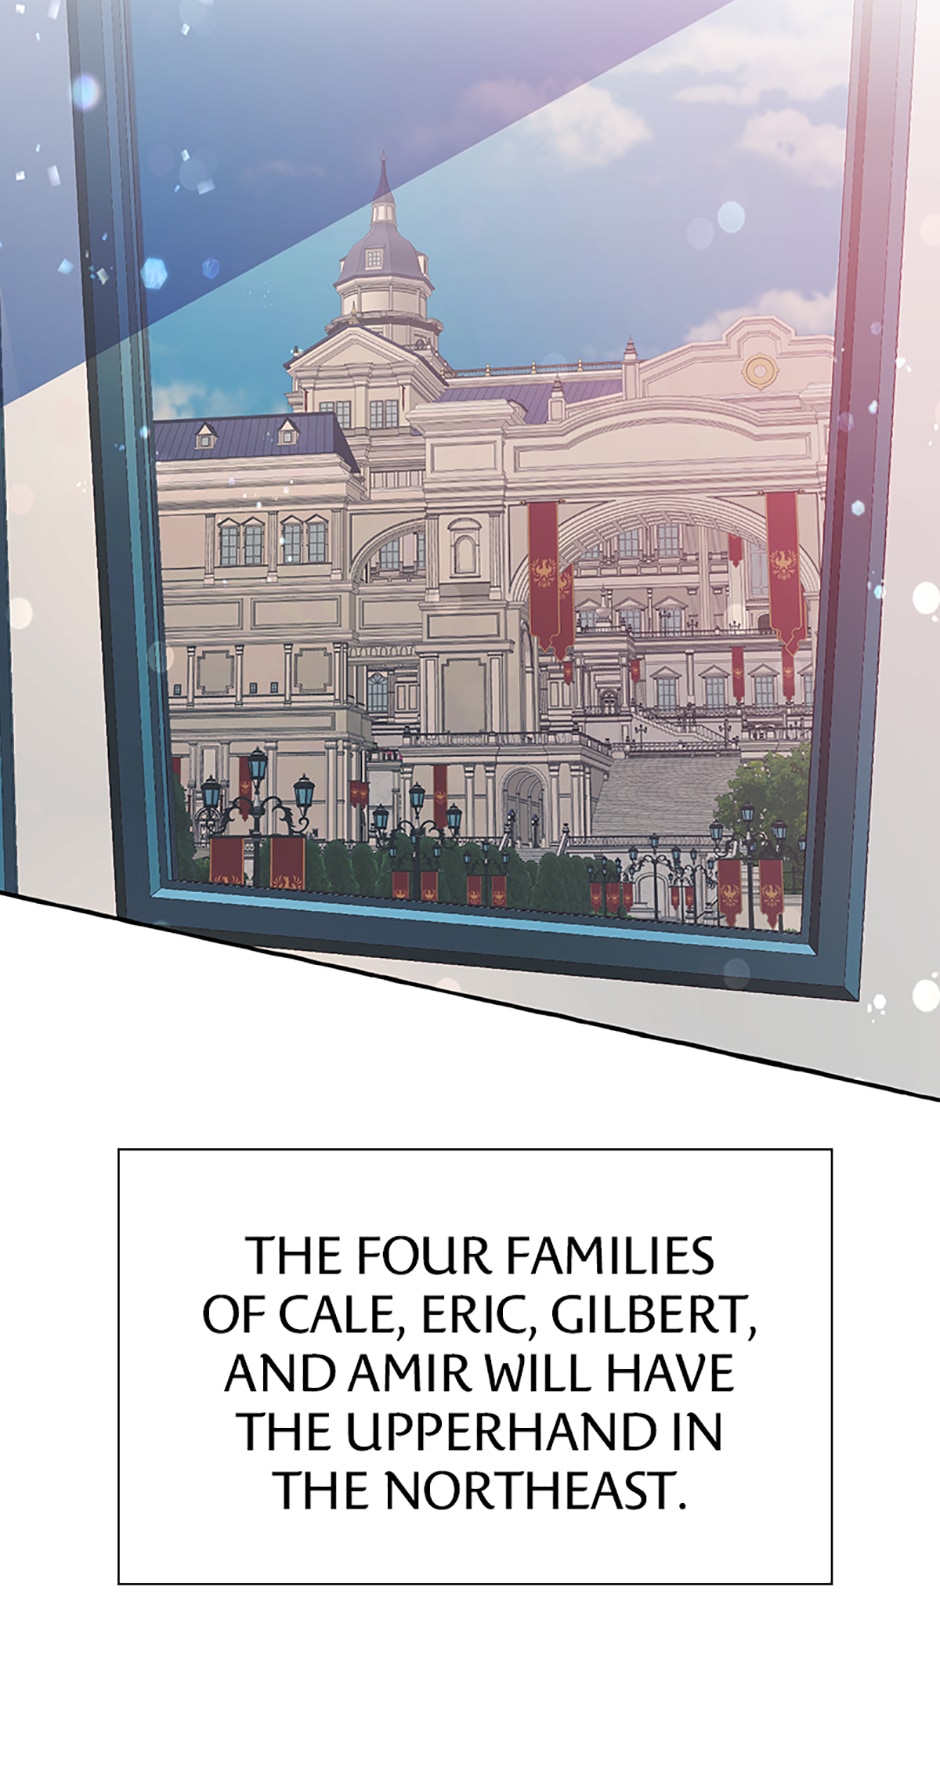 THE FOUR FAMILIES
OF CALE, ERIC, GILBERT,
AND AMIR WILL HAVE
THE UPPERHAND IN
THE NORTHEAST.